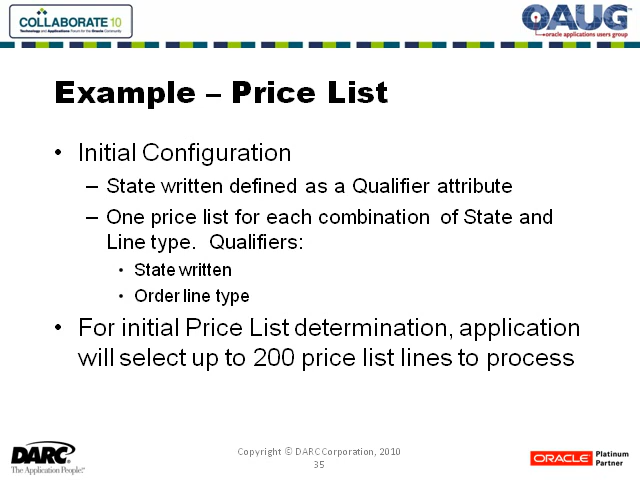 COLLABORATE 10
Technology and Applications Forum for the Oracle Community
OAUG™
oracle applications users group
Example – Price List
• Initial Configuration
– State written defined as a Qualifier attribute
– One price list for each combination of State and
Line type. Qualifiers:
• State written
• Order line type
• For initial Price List determination, application
will select up to 200 price list lines to process
DARC
The Application People.®
Copyright © DARC Corporation, 2010
35
ORACLE
Platinum
Partner